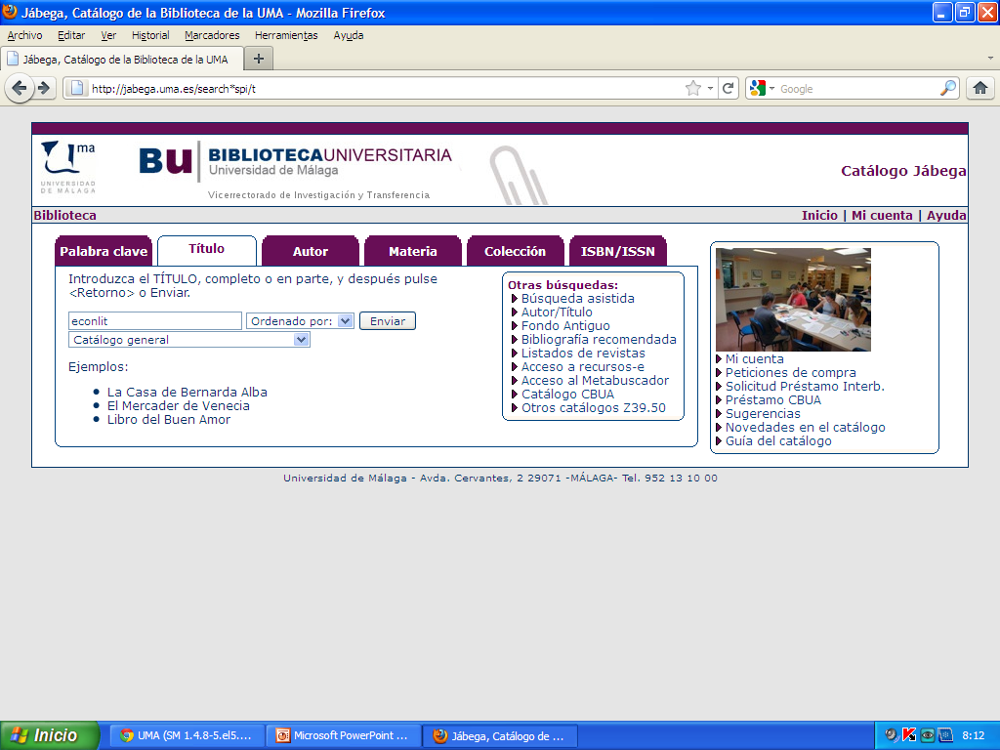 Jábega, Catálogo de la Biblioteca de la UMA - Mozilla Firefox
Archivo Editar Ver Historial Marcadores Herramientas Ayuda
Jábega, Catálogo de la Biblioteca de la UMA +
http://jabega.uma.es/search*spi/t Google
uma
UNIVERSIDAD
DE MÁLAGA
Bu BIBLIOTECAUNIVERSITARIA
Universidad de Málaga
Vicerrectorado de Investigación y Transferencia
Catálogo Jábega
Biblioteca Inicio | Mi cuenta | Ayuda
Palabra clave Título Autor Materia Colección ISBN/ISSN
Introduzca el TÍTULO, completo o en parte, y después pulse
<Retorno> o Enviar.
econlit Ordenado por: Enviar
Catálogo general
Ejemplos:
La Casa de Bernarda Alba
El Mercader de Venecia
Libro del Buen Amor
Otras búsquedas:
Búsqueda asistida
Autor/Título
Fondo Antiguo
Bibliografía recomendada
Listados de revistas
Acceso a recursos-e
Acceso al Metabuscador
Catálogo CBUA
Otros catálogos Z39.50
Mi cuenta
Peticiones de compra
Solicitud Préstamo Interb.
Préstamo CBUA
Sugerencias
Novedades en el catálogo
Guía del catálogo
Universidad de Málaga - Avda. Cervantes, 2 29071 -MÁLAGA- Tel. 952 13 10 00
Inicio UMA (SM 1.4.8-5.el5.... Microsoft PowerPoint ... Jábega, Catálogo de ... 8:12